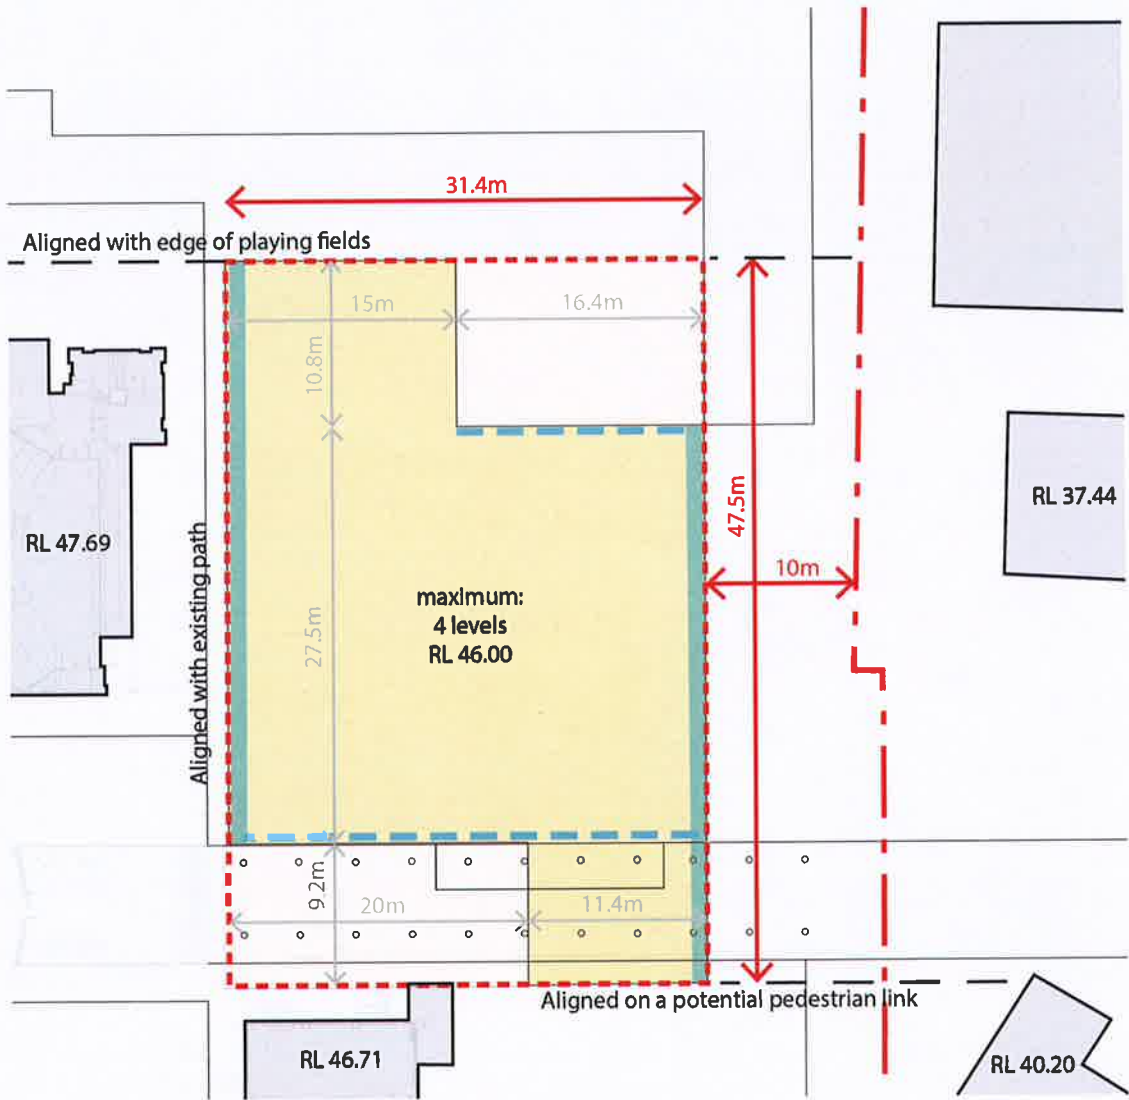 31.4m
Aligned with edge of playing fields
15m
16.4m
10.8m
RL 37.44
47.5m
RL 47.69
10m
Aligned with existing path
maximum:
4 levels
RL 46.00
27.5m
9.2m
20m
11.4m
Aligned on a potential pedestrian link
RL 46.71
RL 40.20